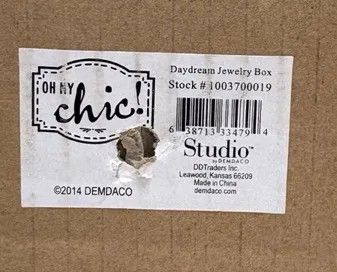 OH MY
chic!
Daydream Jewelry Box
Stock # 1003700019
6 38713 33479 4
Studio™
BY DEMDACO
DDTraders Inc.
Leawood, Kansas 66209
Made in China
demdaco.com
©2014 DEMDACO